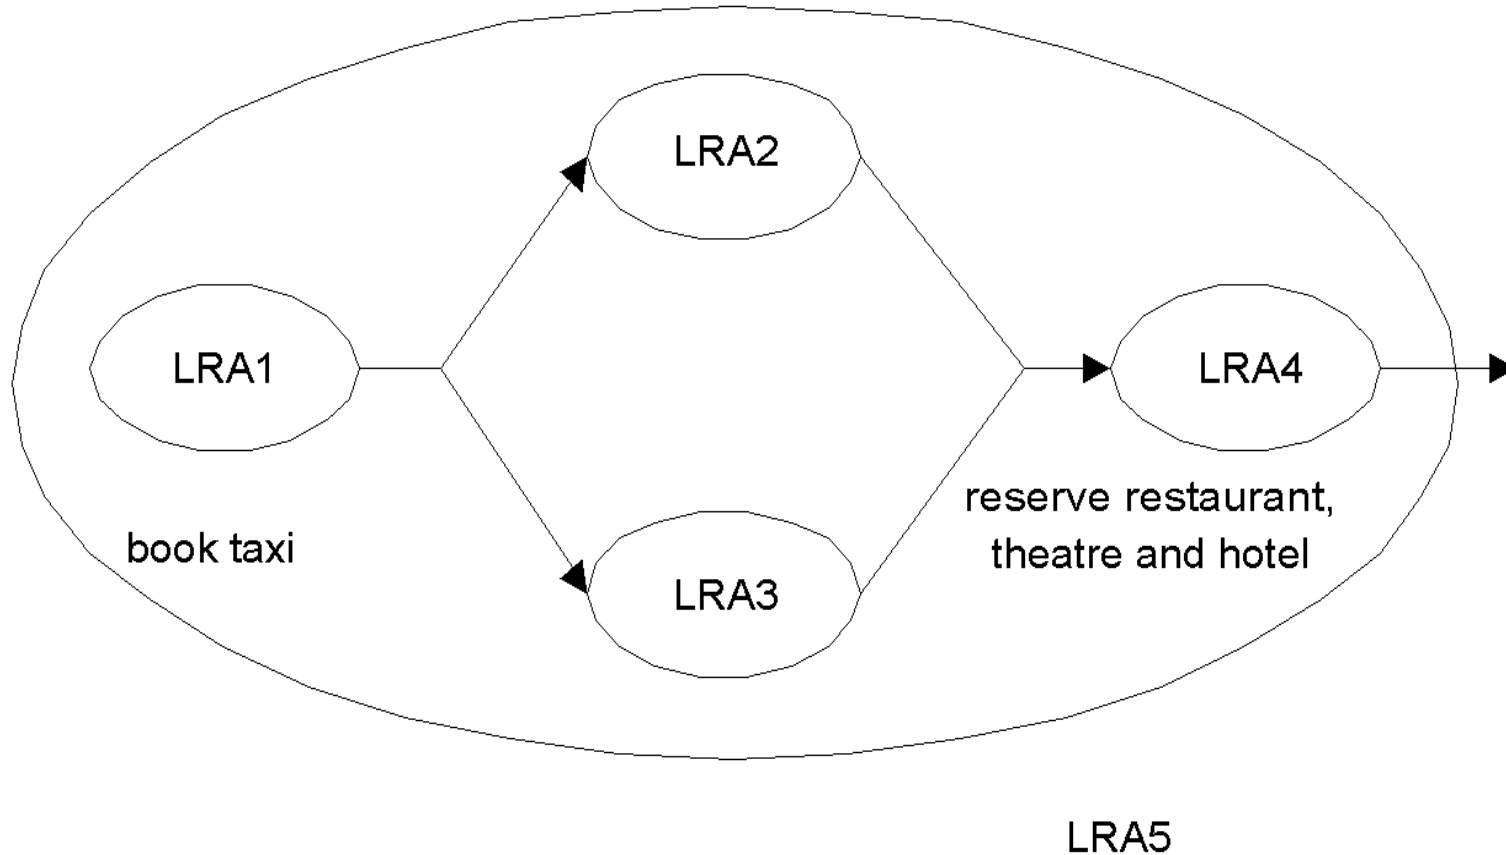 LRA2
LRA1
LRA4
reserve restaurant,
theatre and hotel
book taxi
LRA3
LRA5